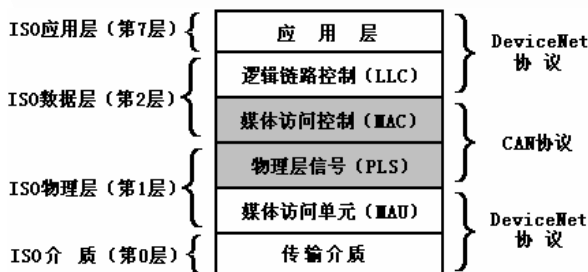 ISO应用层（第7层）
ISO数据层（第2层）
ISO物理层（第1层）
ISO介 质（第0层）
应 用 层
逻辑链路控制（LLC）
媒体访问控制（MAC）
物理层信号（PLS）
媒体访问单元（MAU）
传输介质
DeviceNet
协 议
CAN协议
DeviceNet
协 议